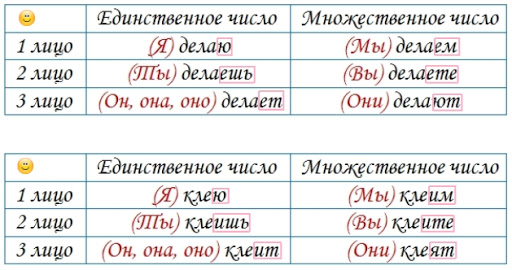 Единственное число Множественное число
1 лицо (Я) делаю (Мы) делаем
2 лицо (Ты) делаешь (Вы) делаете
3 лицо (Он, она, оно) делает (Они) делают
Единственное число Множественное число
1 лицо (Я) клею (Мы) клеим
2 лицо (Ты) клеишь (Вы) клеите
3 лицо (Он, она, оно) клеит (Они) клеят